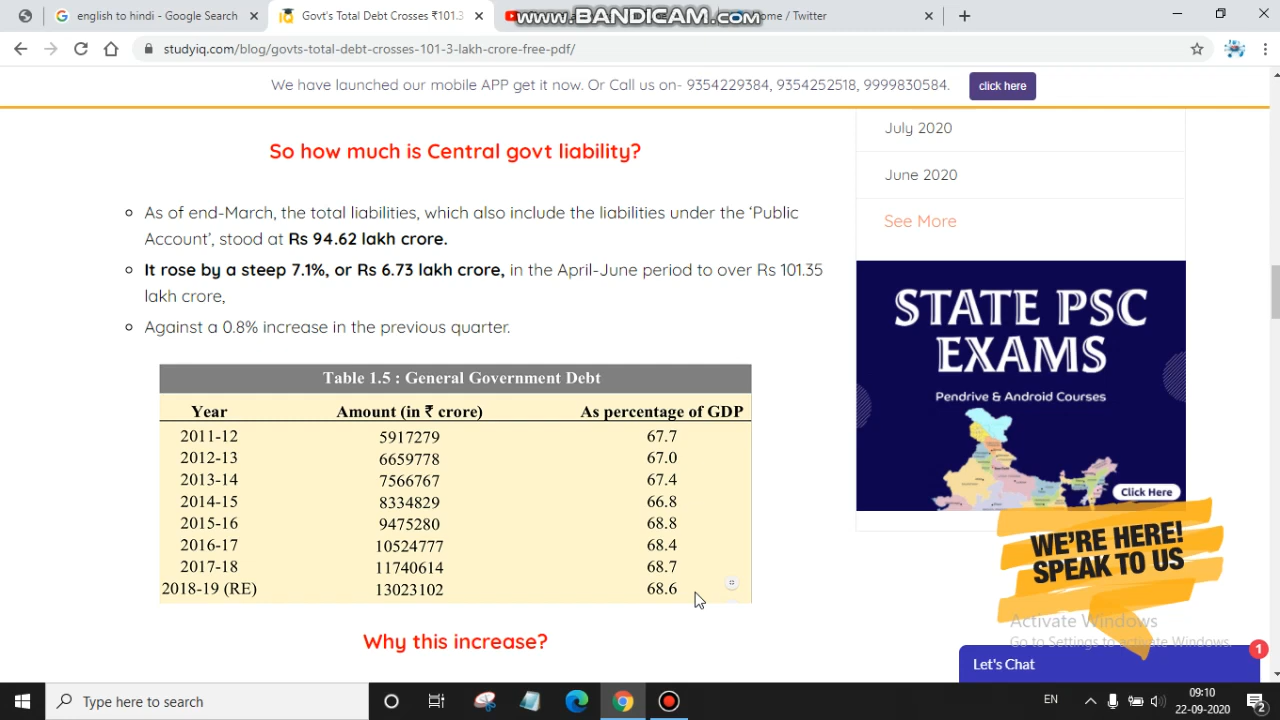 english to hindi - Google Search
Govt's Total Debt Crosses ₹101.3
www.BANDICAM.com
ome / Twitter
studyiq.com/blog/govts-total-debt-crosses-101-3-lakh-crore-free-pdf/
We have launched our mobile APP get it now. Or Call us on- 9354229384, 9354252518, 9999830584.
click here
So how much is Central govt liability?
As of end-March, the total liabilities, which also include the liabilities under the ‘Public
Account’, stood at Rs 94.62 lakh crore.
It rose by a steep 7.1%, or Rs 6.73 lakh crore, in the April-June period to over Rs 101.35
lakh crore,
Against a 0.8% increase in the previous quarter.
Table 1.5 : General Government Debt
Year Amount (in ₹ crore) As percentage of GDP
2011-12 5917279 67.7
2012-13 6659778 67.0
2013-14 7566767 67.4
2014-15 8334829 66.8
2015-16 9475280 68.8
2016-17 10524777 68.4
2017-18 11740614 68.7
2018-19 (RE) 13023102 68.6
Why this increase?
July 2020
June 2020
See More
STATE PSC
EXAMS
Pendrive & Android Courses
Click Here
WE'RE HERE!
SPEAK TO US
Activate Windows
Go to Settings to activate Windows.
Let's Chat
1
Type here to search
EN
09:10
22-09-2020
2